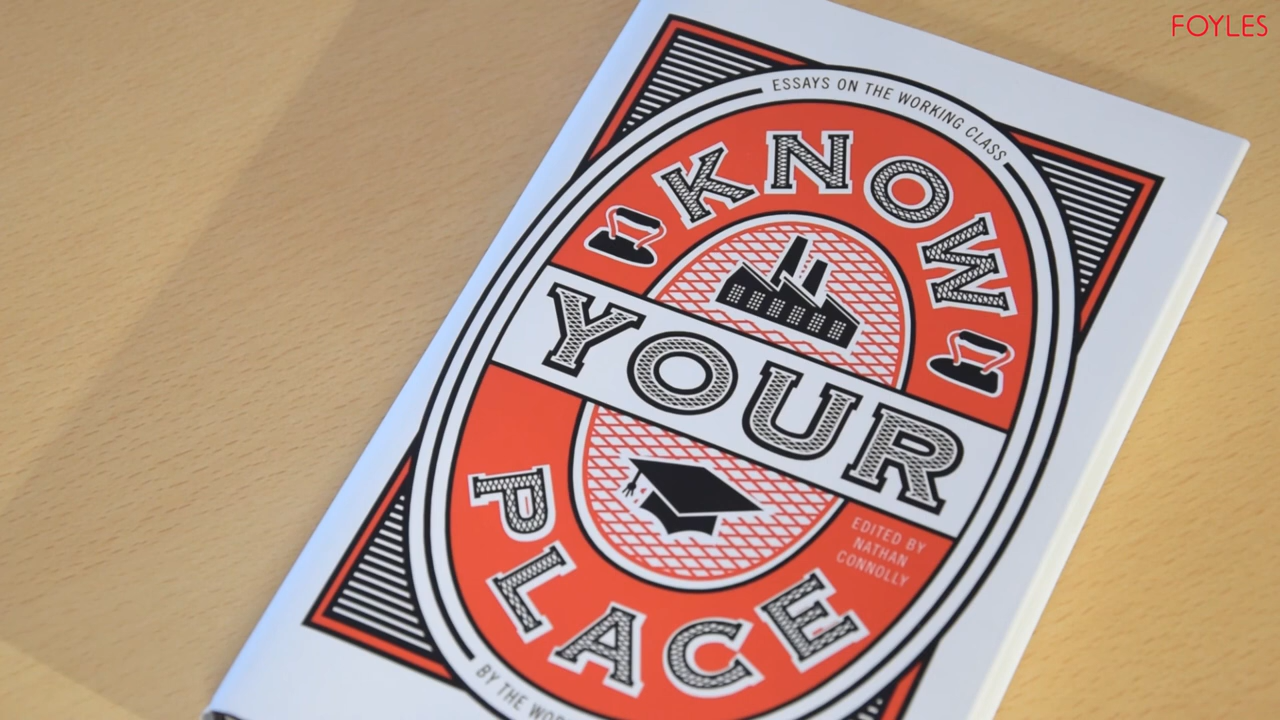 FOYLES
ESSAYS ON THE WORKING CLASS
KNOW
YOUR
PLACE
EDITED BY
NATHAN
CONNOLLY
BY THE